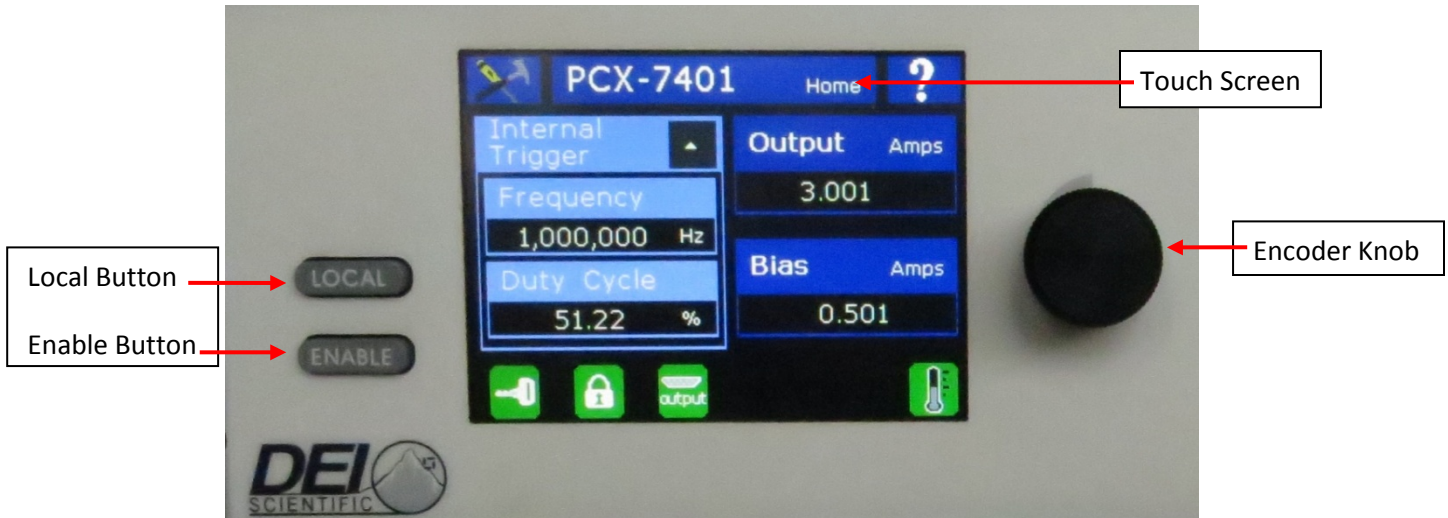 PCX-7401 Home ?
Touch Screen
Internal
Trigger
Output Amps
3.001
Frequency
1,000,000 Hz
Bias Amps
0.501
Duty Cycle
51.22 %
output
Encoder Knob
Local Button
LOCAL
Enable Button
ENABLE
DEI
SCIENTIFIC